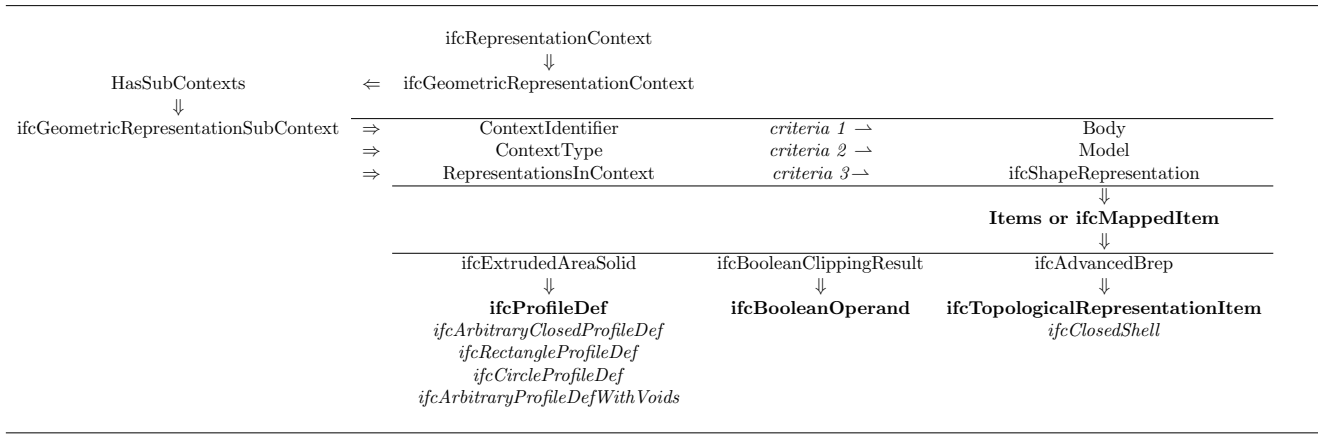 ifcRepresentationContext
⇓
HasSubContexts ⇐ ifcGeometricRepresentationContext
⇓
ifcGeometricRepresentationSubContext ⇒ ContextIdentifier criteria 1 ⇀ Body
⇒ ContextType criteria 2 ⇀ Model
⇒ RepresentationsInContext criteria 3⇀ ifcShapeRepresentation
⇓
Items or ifcMappedItem
⇓
ifcExtrudedAreaSolid ifcBooleanClippingResult ifcAdvancedBrep
⇓ ⇓ ⇓
ifcProfileDef ifcBooleanOperand ifcTopologicalRepresentationItem
ifcArbitraryClosedProfileDef ifcClosedShell
ifcRectangleProfileDef
ifcCircleProfileDef
ifcArbitraryProfileDefWithVoids